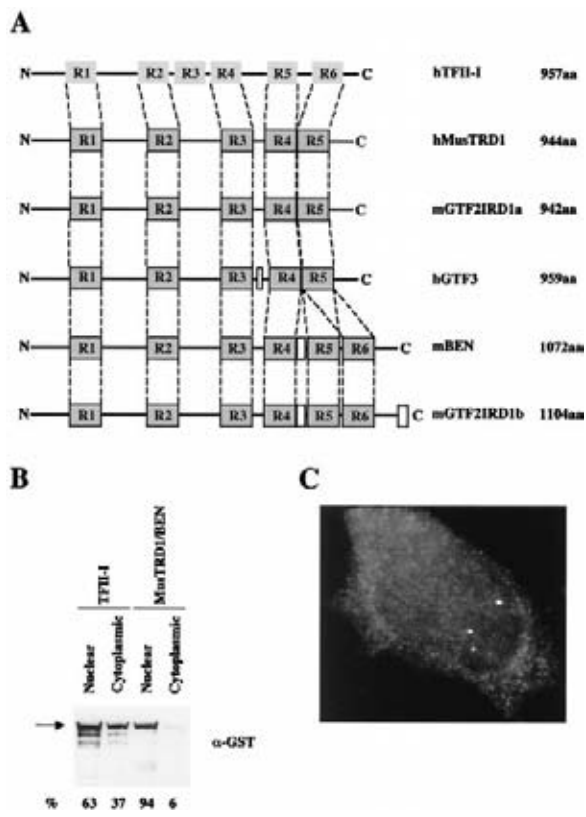 A
N R1 R2 R3 R4 R5 R6 C hTFII-I 957aa
N R1 R2 R3 R4 R5 C hMusTRD1 944aa
N R1 R2 R3 R4 R5 C mGTF2IRD1a 942aa
N R1 R2 R3 R4 R5 C hGTF3 959aa
N R1 R2 R3 R4 R5 R6 C mBEN 1072aa
N R1 R2 R3 R4 R5 R6 C mGTF2IRD1b 1104aa
B
C
TFII-I
MusTRD1/BEN
Nuclear
Cytoplasmic
Nuclear
Cytoplasmic
α-GST
% 63 37 94 6